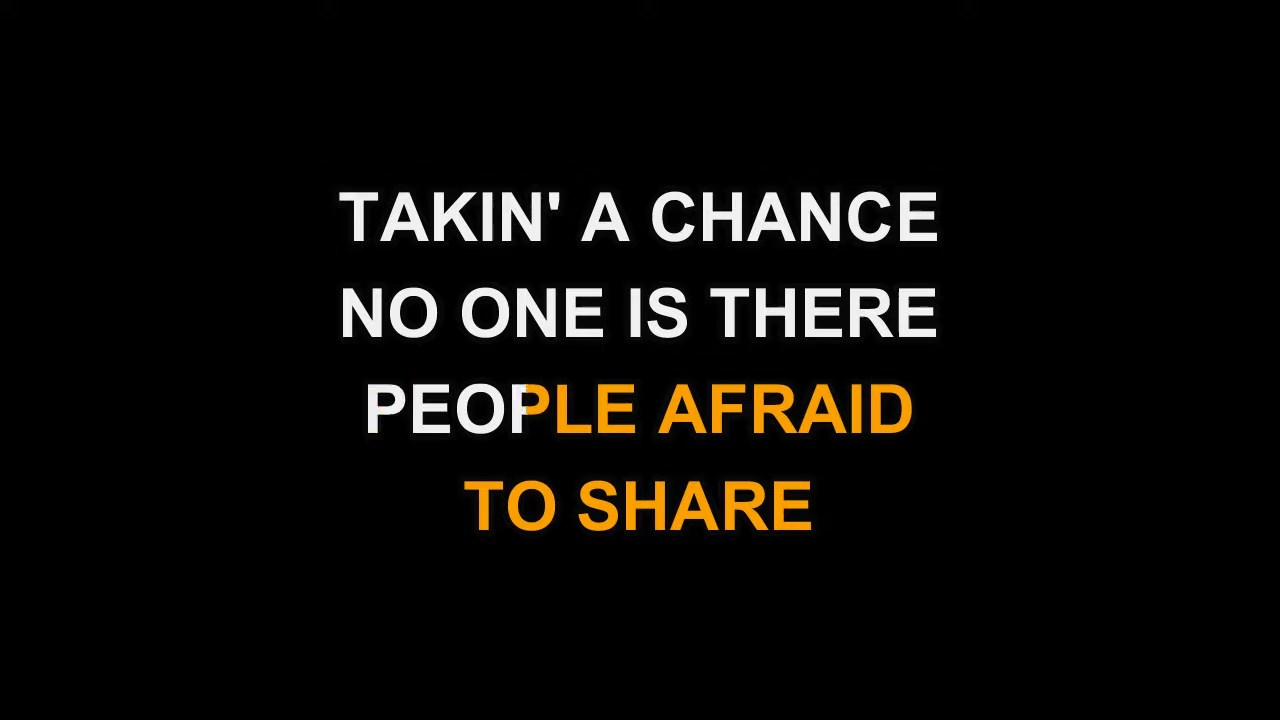 TAKIN' A CHANCE
NO ONE IS THERE
PEOPLE AFRAID
TO SHARE